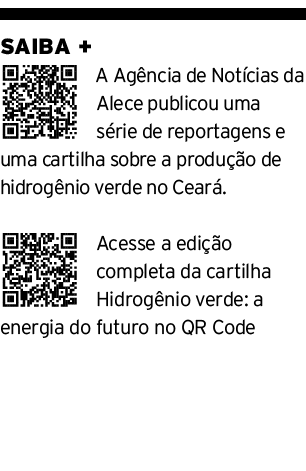 SAIBA +
A Agência de Notícias da
Alece publicou uma
série de reportagens e
uma cartilha sobre a produção de
hidrogênio verde no Ceará.
Acesse a edição
completa da cartilha
Hidrogênio verde: a
energia do futuro no QR Code